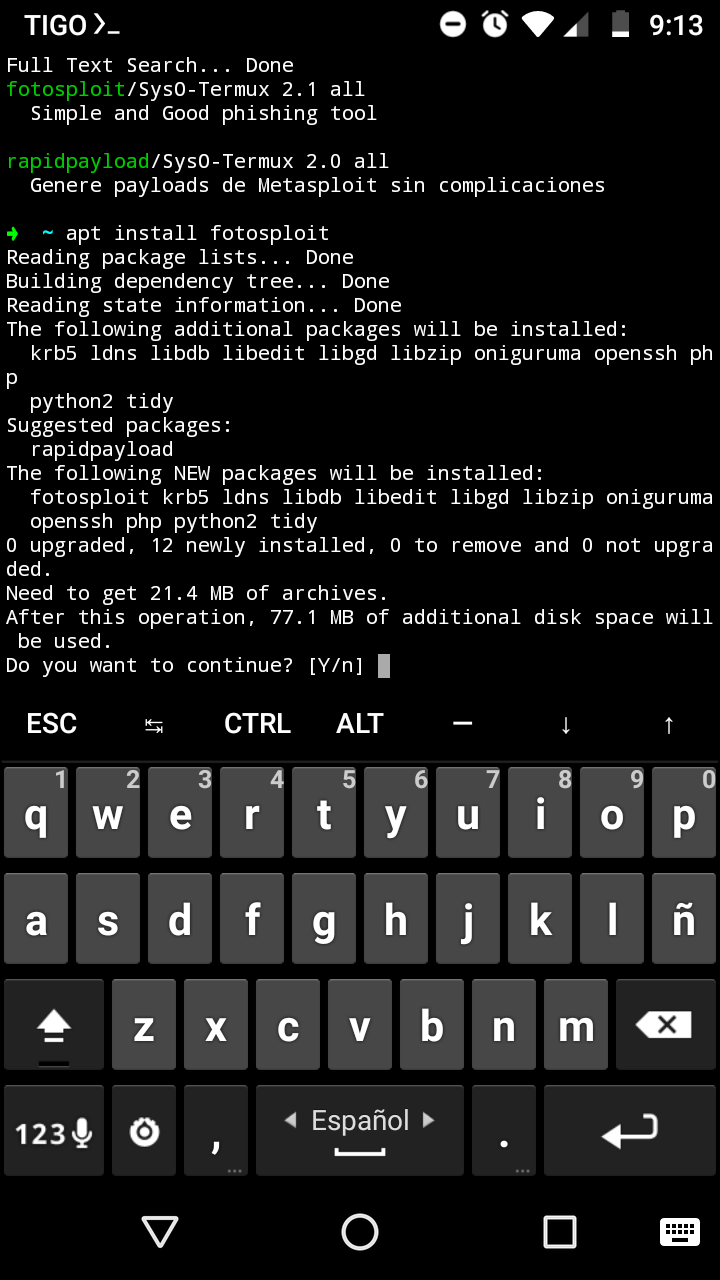 TIGO
9:13
Full Text Search... Done
fotosploit/SysO-Termux 2.1 all
Simple and Good phishing tool
rapidpayload/SysO-Termux 2.0 all
Genere payloads de Metasploit sin complicaciones
➜ ~ apt install fotosploit
Reading package lists... Done
Building dependency tree... Done
Reading state information... Done
The following additional packages will be installed:
krb5 ldns libdb libedit libgd libzip oniguruma openssh ph
p
python2 tidy
Suggested packages:
rapidpayload
The following NEW packages will be installed:
fotosploit krb5 ldns libdb libedit libgd libzip oniguruma
openssh php python2 tidy
0 upgraded, 12 newly installed, 0 to remove and 0 not upgra
ded.
Need to get 21.4 MB of archives.
After this operation, 77.1 MB of additional disk space will
be used.
Do you want to continue? [Y/n]
ESC ↹ CTRL ALT — ↓ ↑
1 2 3 4 5 6 7 8 9 0
q w e r t y u i o p
a s d f g h j k l ñ
z x c v b n m
123 , Español .